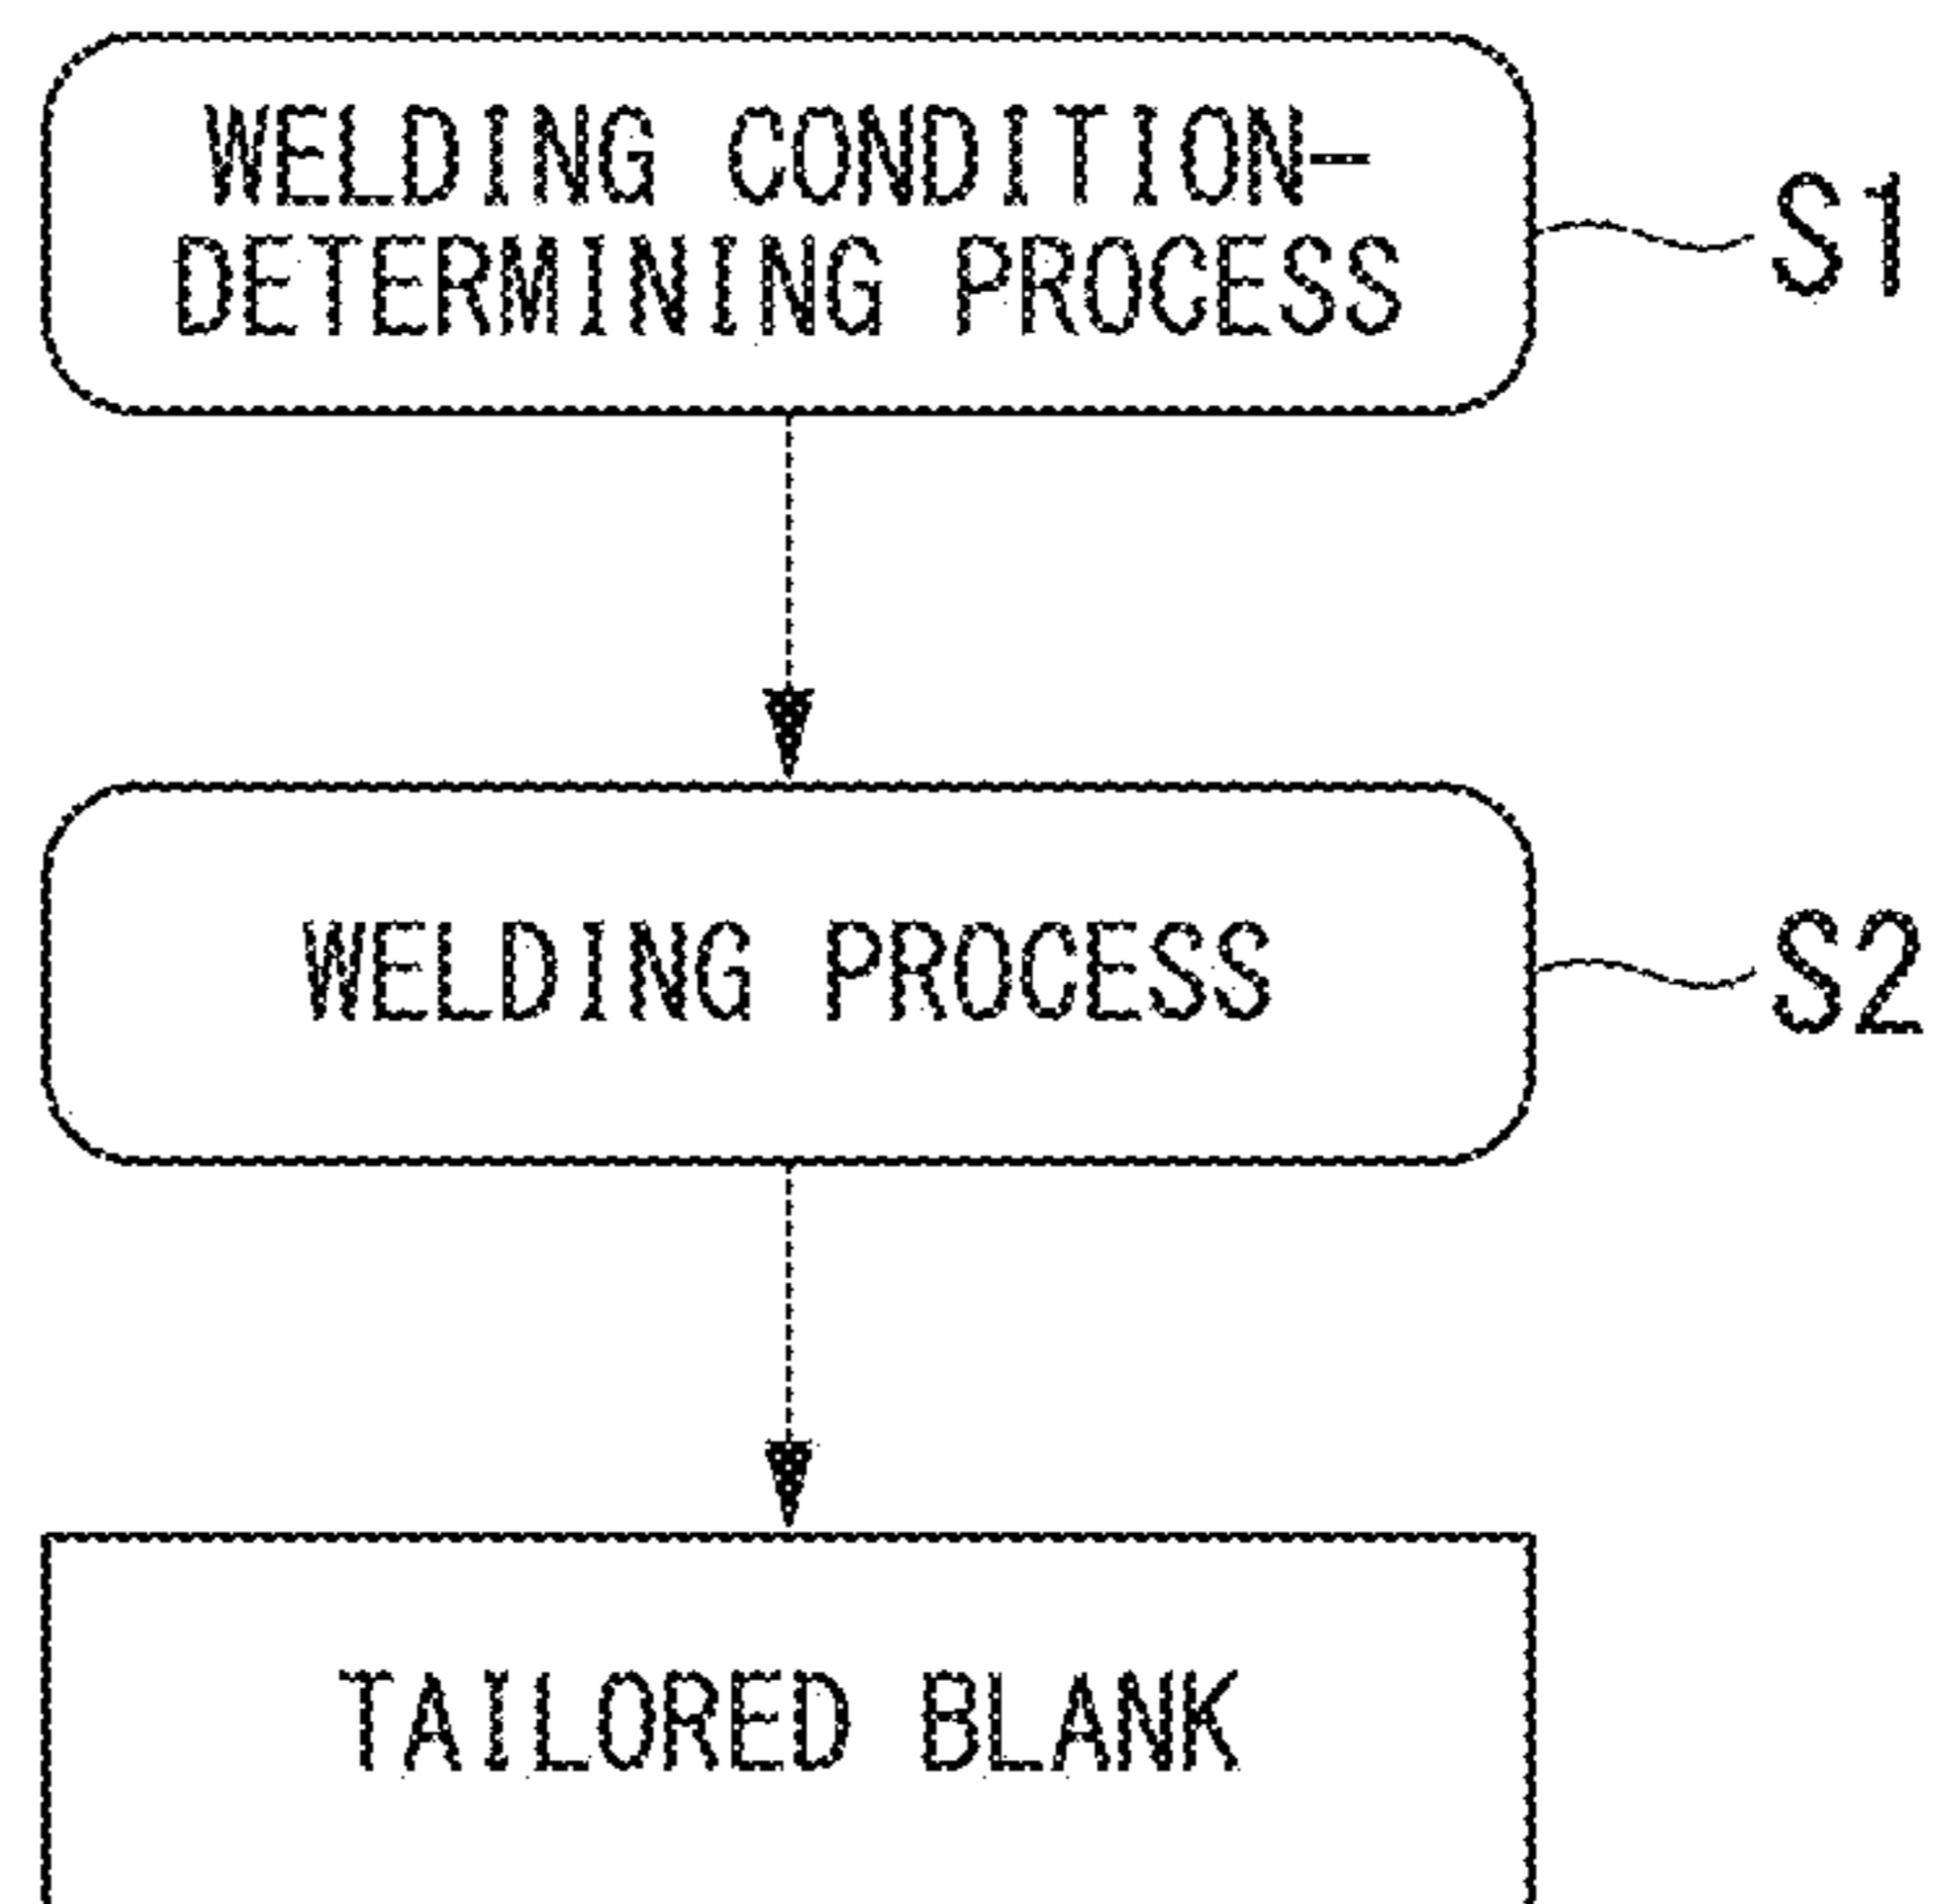 WELDING CONDITION-
DETERMINING PROCESS
S1
WELDING PROCESS
S2
TAILORED BLANK